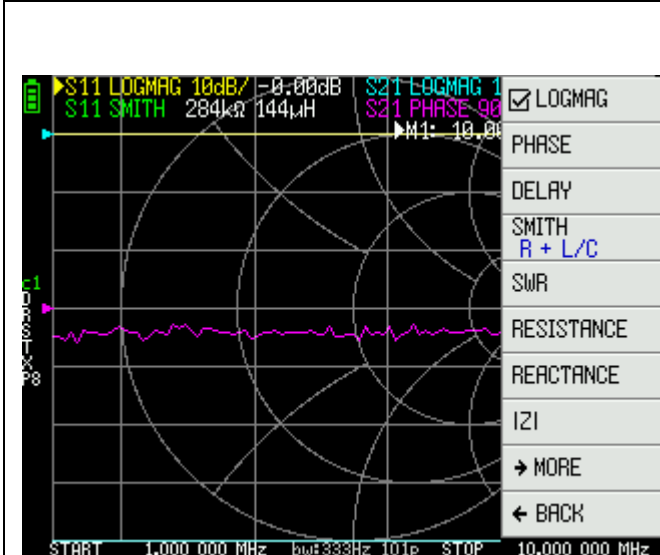 S11 LOGMAG 10dB/ -0.00dB S21 LOGMAG 1
S11 SMITH 284kΩ 144μH S21 PHASE 90
M1: 10.00
LOGMAG
PHASE
DELAY
SMITH
R + L/C
SWR
RESISTANCE
REACTANCE
|Z|
→ MORE
← BACK
c1
D
R
S
T
X
P8
START 1.000 000 MHz bw:333Hz 101p STOP 10.000 000 MHz